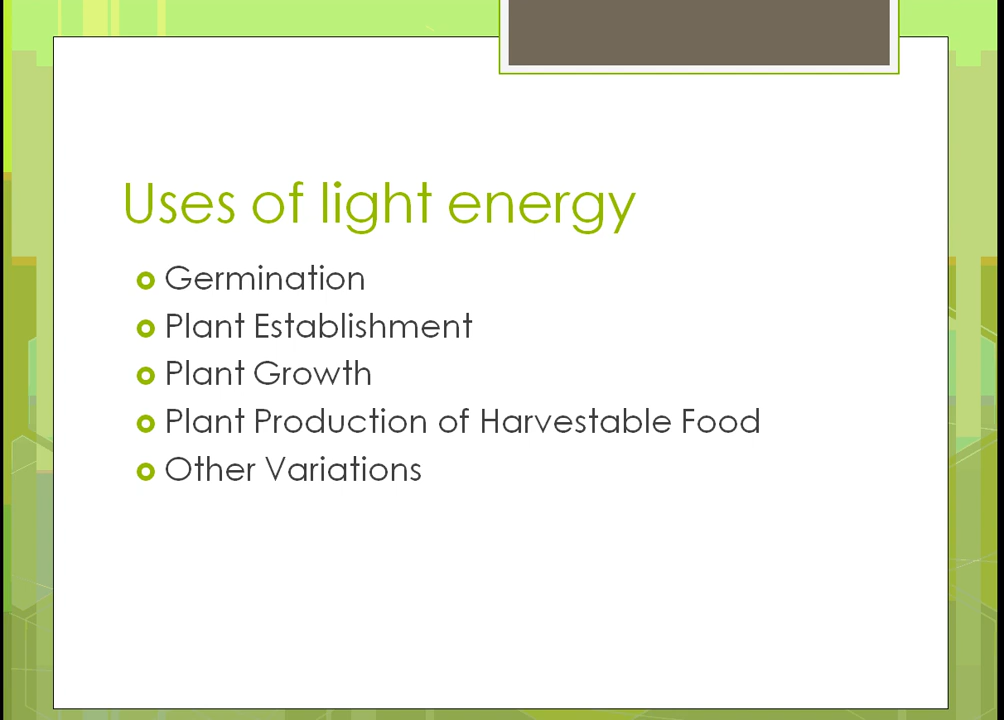 Uses of light energy
Germination
Plant Establishment
Plant Growth
Plant Production of Harvestable Food
Other Variations